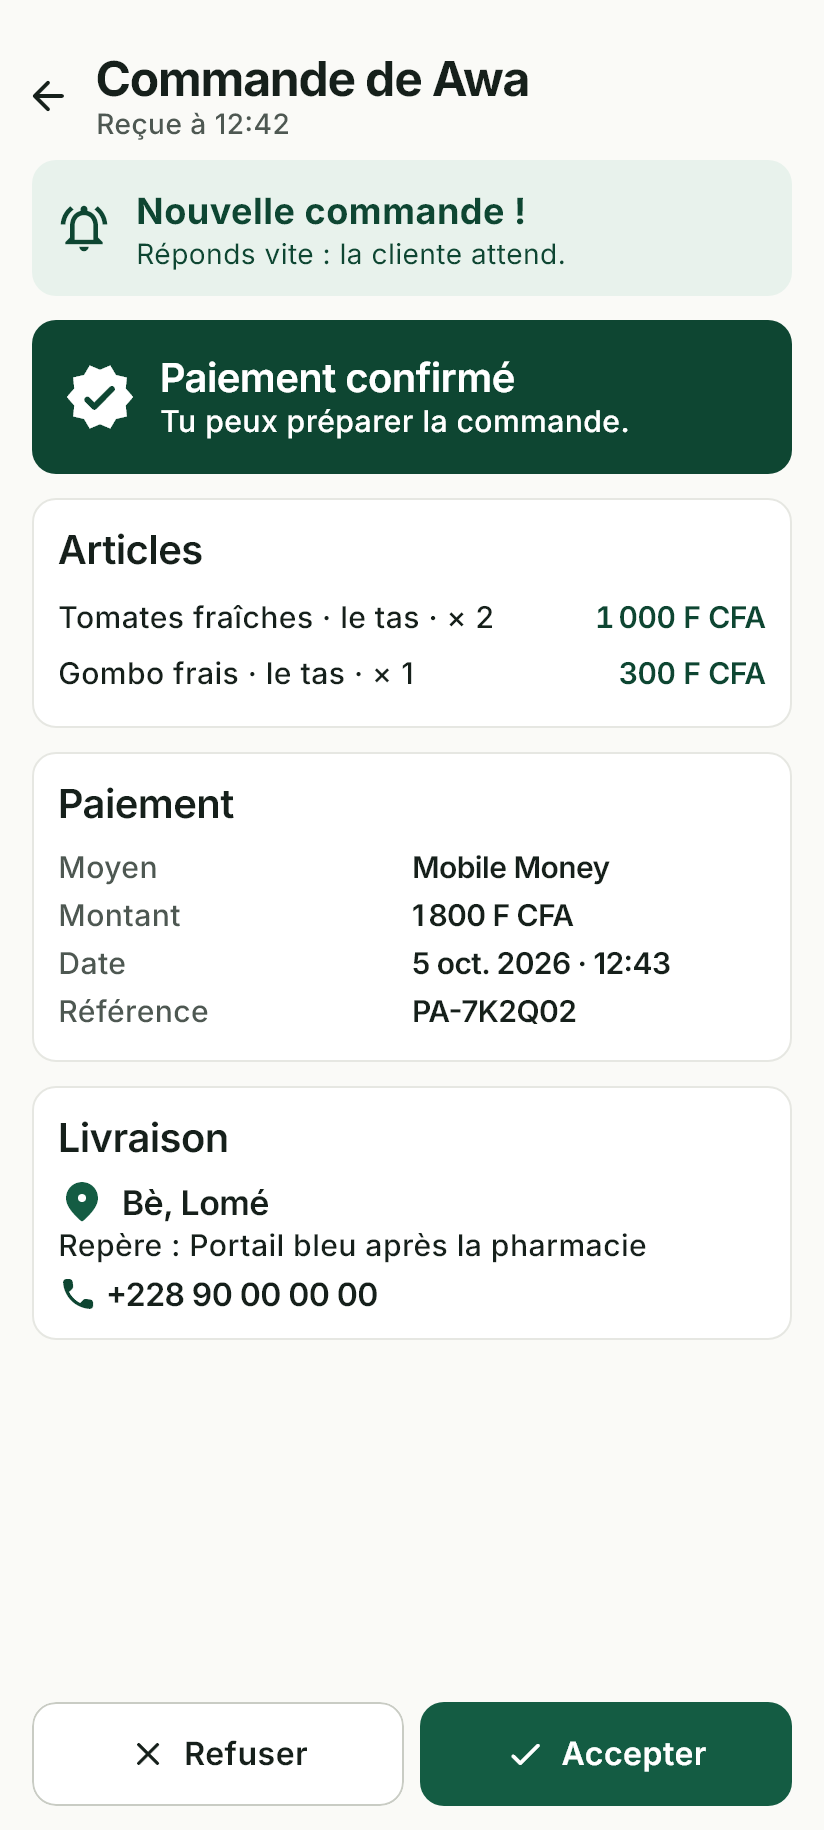 Commande de Awa
Reçue à 12:42
Nouvelle commande !
Réponds vite : la cliente attend.
Paiement confirmé
Tu peux préparer la commande.
Articles
Tomates fraîches · le tas · × 2 1 000 F CFA
Gombo frais · le tas · × 1 300 F CFA
Paiement
Moyen Mobile Money
Montant 1 800 F CFA
Date 5 oct. 2026 · 12:43
Référence PA-7K2Q02
Livraison
Bè, Lomé
Repère : Portail bleu après la pharmacie
+228 90 00 00 00
Refuser Accepter